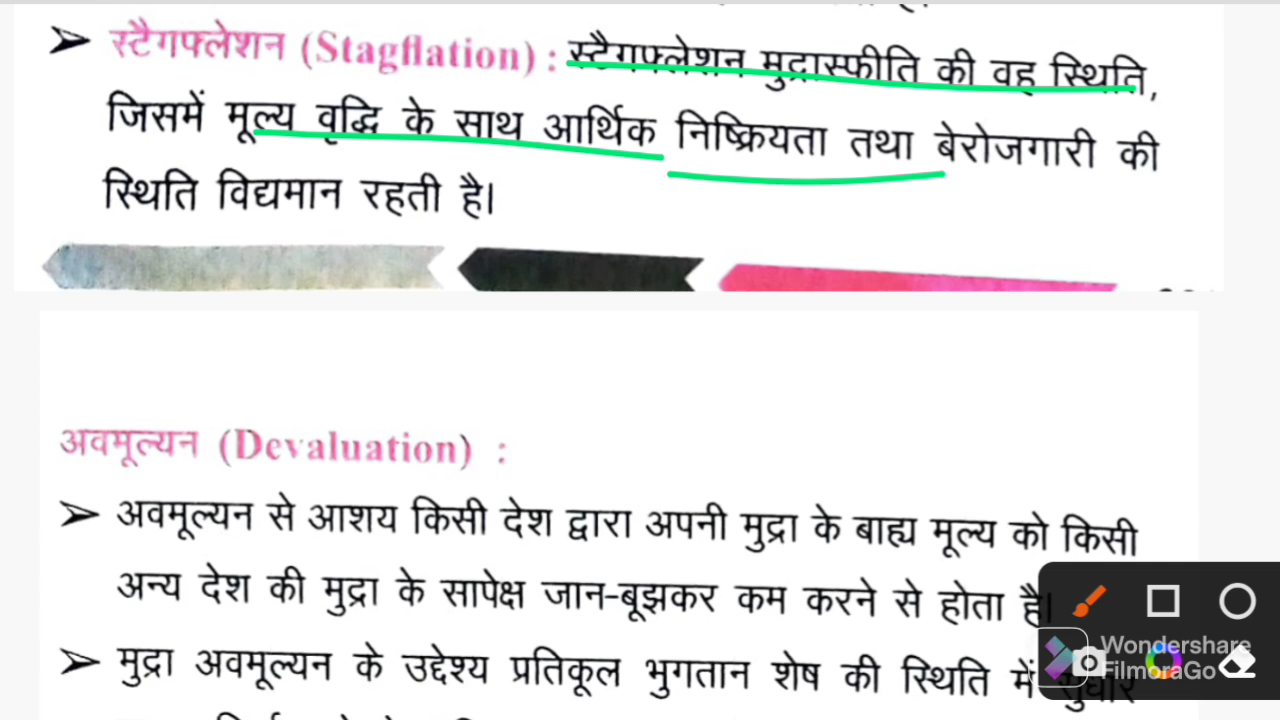 ➢ स्टैगफ्लेशन (Stagflation) : स्टैगफ्लेशन मुद्रास्फीति की वह स्थिति,
जिसमें मूल्य वृद्धि के साथ आर्थिक निष्क्रियता तथा बेरोजगारी की
स्थिति विद्यमान रहती है।
अवमूल्यन (Devaluation) :
➢ अवमूल्यन से आशय किसी देश द्वारा अपनी मुद्रा के बाह्य मूल्य को किसी
अन्य देश की मुद्रा के सापेक्ष जान-बूझकर कम करने से होता है।
➢ मुद्रा अवमूल्यन के उद्देश्य प्रतिकूल भुगतान शेष की स्थिति में सुधार
Wondershare
FilmoraGo